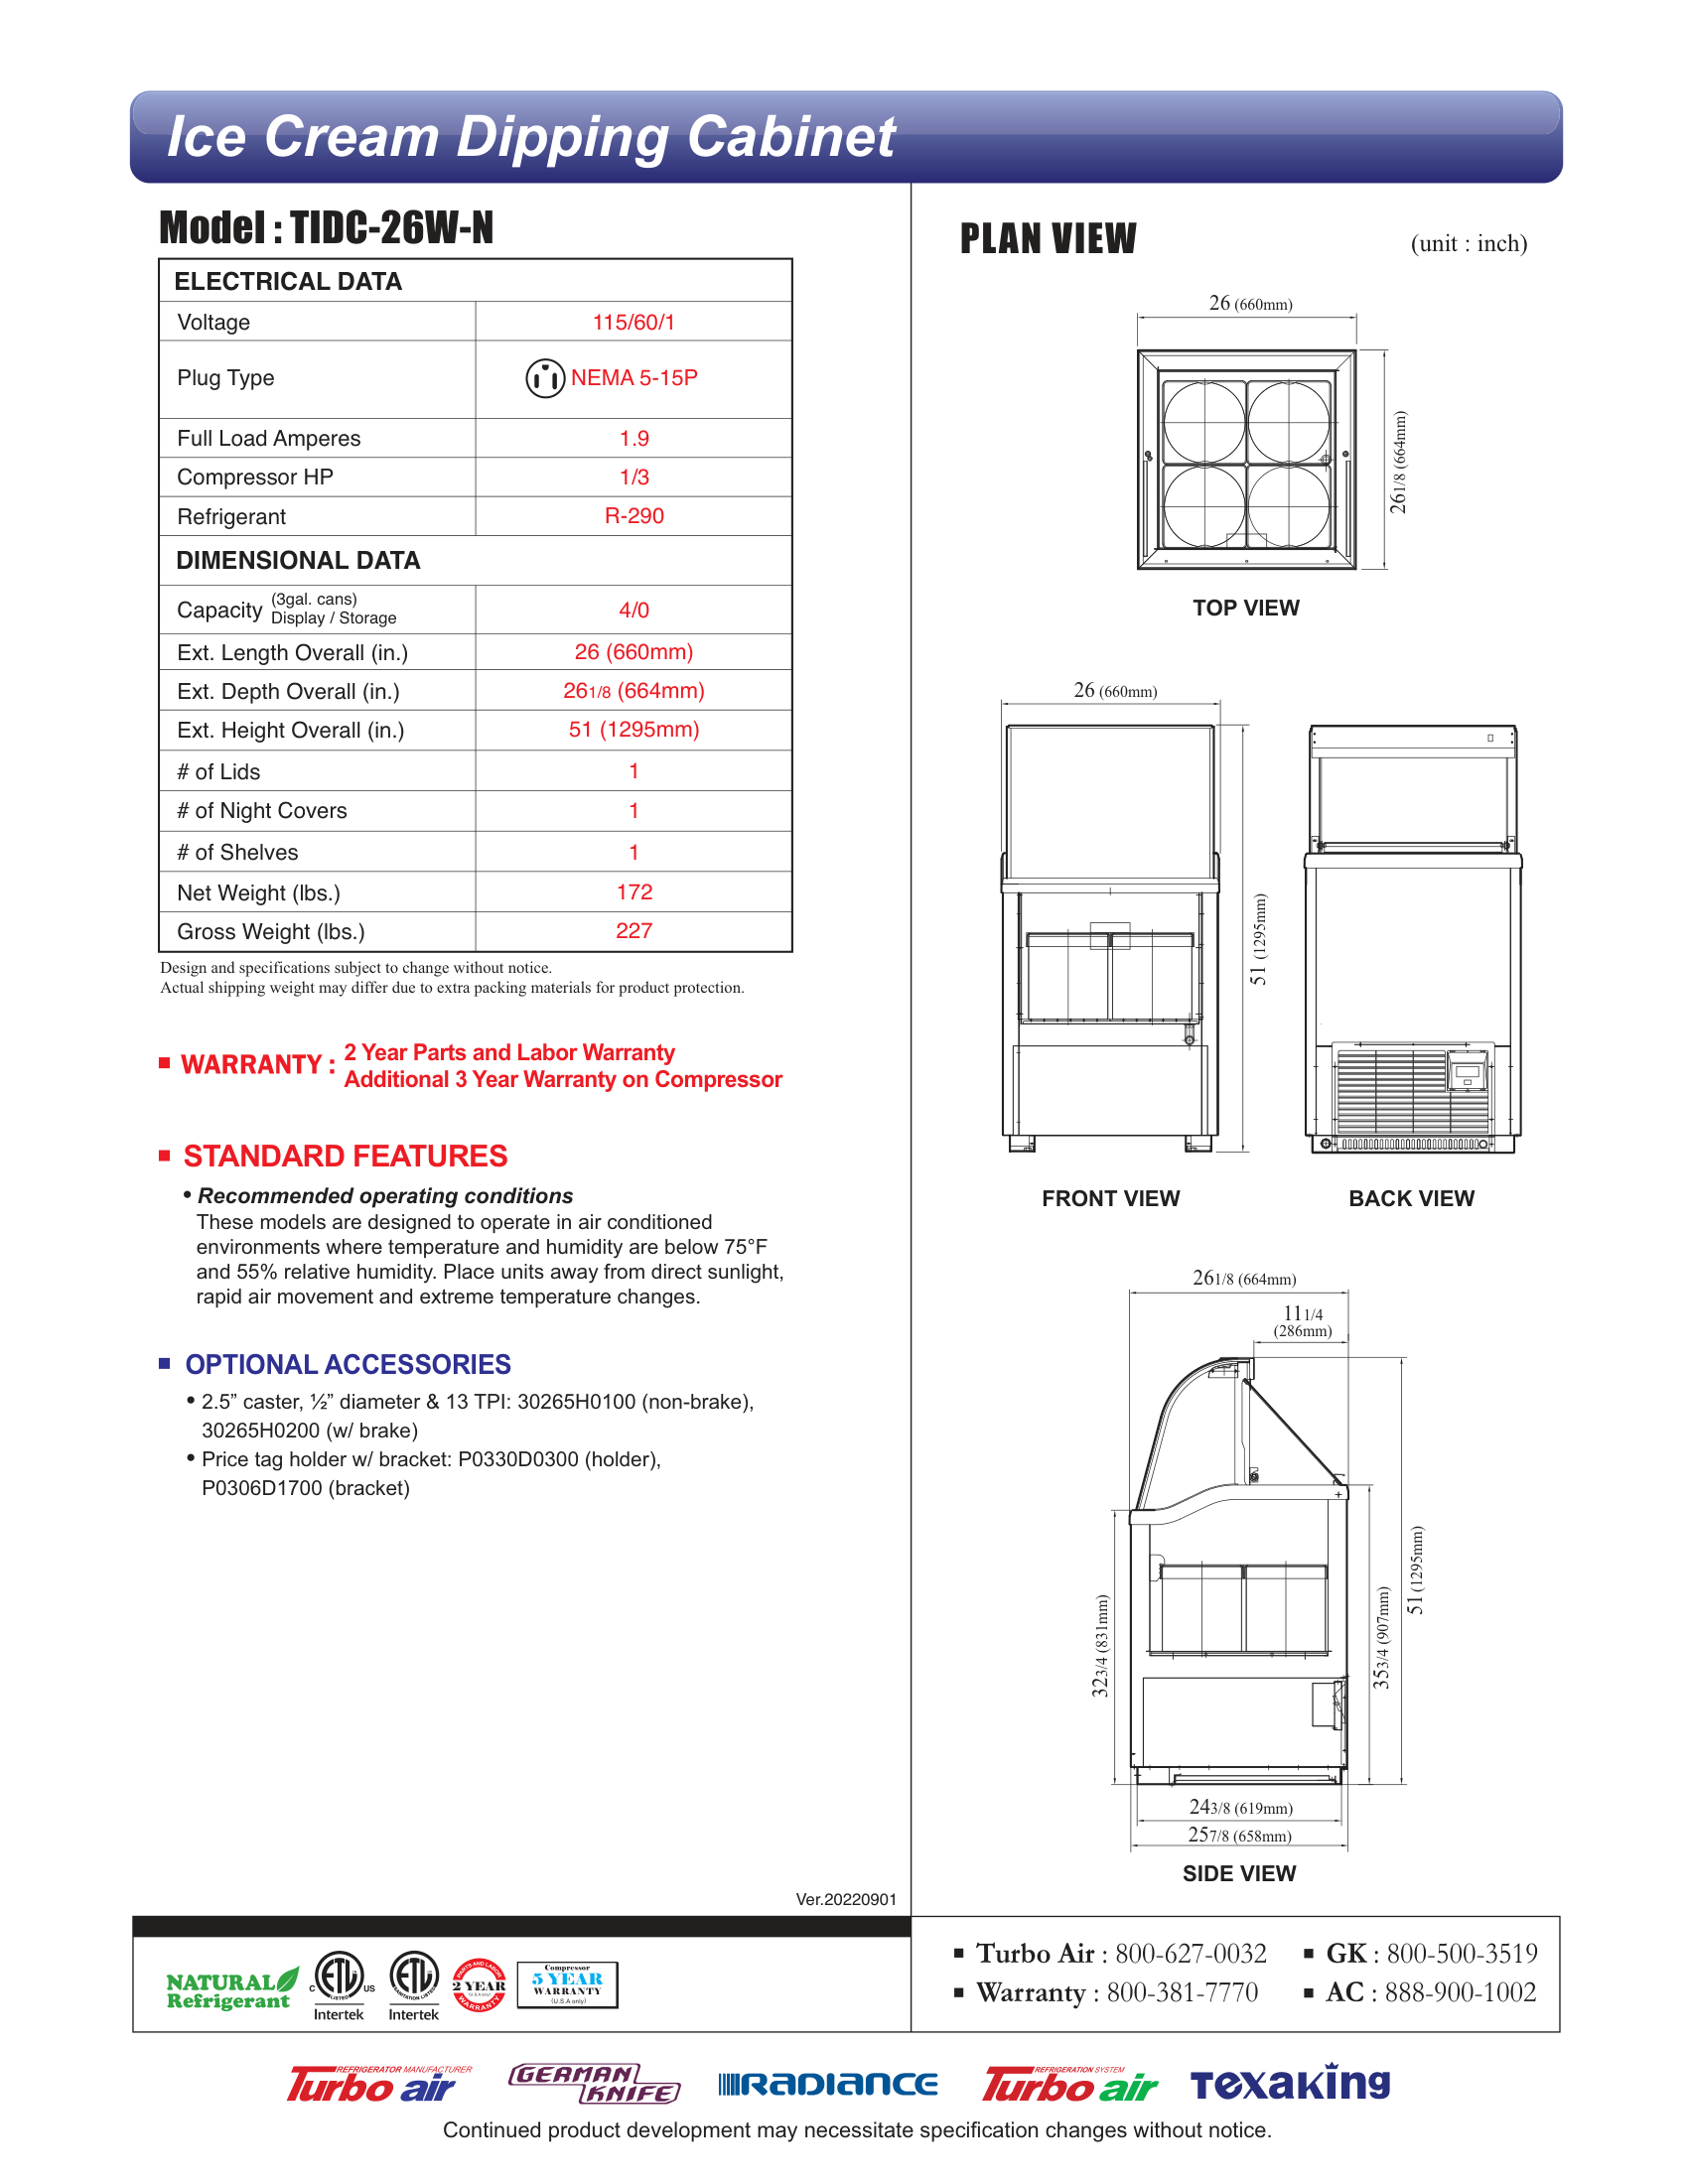 Ice Cream Dipping Cabinet
Model : TIDC-26W-N
ELECTRICAL DATA
Voltage 115/60/1
Plug Type NEMA 5-15P
Full Load Amperes 1.9
Compressor HP 1/3
Refrigerant R-290
DIMENSIONAL DATA
Capacity (3gal. cans) Display / Storage 4/0
Ext. Length Overall (in.) 26 (660mm)
Ext. Depth Overall (in.) 26 1/8 (664mm)
Ext. Height Overall (in.) 51 (1295mm)
# of Lids 1
# of Night Covers 1
# of Shelves 1
Net Weight (lbs.) 172
Gross Weight (lbs.) 227
Design and specifications subject to change without notice.
Actual shipping weight may differ due to extra packing materials for product protection.
WARRANTY : 2 Year Parts and Labor Warranty
Additional 3 Year Warranty on Compressor
STANDARD FEATURES
• Recommended operating conditions
These models are designed to operate in air conditioned
environments where temperature and humidity are below 75°F
and 55% relative humidity. Place units away from direct sunlight,
rapid air movement and extreme temperature changes.
OPTIONAL ACCESSORIES
• 2.5” caster, ½” diameter & 13 TPI: 30265H0100 (non-brake),
30265H0200 (w/ brake)
• Price tag holder w/ bracket: P0330D0300 (holder),
P0306D1700 (bracket)
Ver.20220901
PLAN VIEW
(unit : inch)
26 (660mm)
26 1/8 (664mm)
TOP VIEW
26 (660mm)
51 (1295mm)
FRONT VIEW
BACK VIEW
26 1/8 (664mm)
11 1/4
(286mm)
32 3/4 (831mm)
35 3/4 (907mm)
51 (1295mm)
24 3/8 (619mm)
25 7/8 (658mm)
SIDE VIEW
NATURAL
Refrigerant
C ETL US
LISTED
Intertek
ETL
SANITATION LISTED
Intertek
PARTS AND LABOR
2 YEAR
WARRANTY
Compressor
5 YEAR
WARRANTY
(U.S.A only)
Turbo Air : 800-627-0032
GK : 800-500-3519
Warranty : 800-381-7770
AC : 888-900-1002
REFRIGERATOR MANUFACTURER
Turbo air
GERMAN
KNIFE
RADIANCE
REFRIGERATION SYSTEM
Turbo air
TEXAKING
Continued product development may necessitate specification changes without notice.